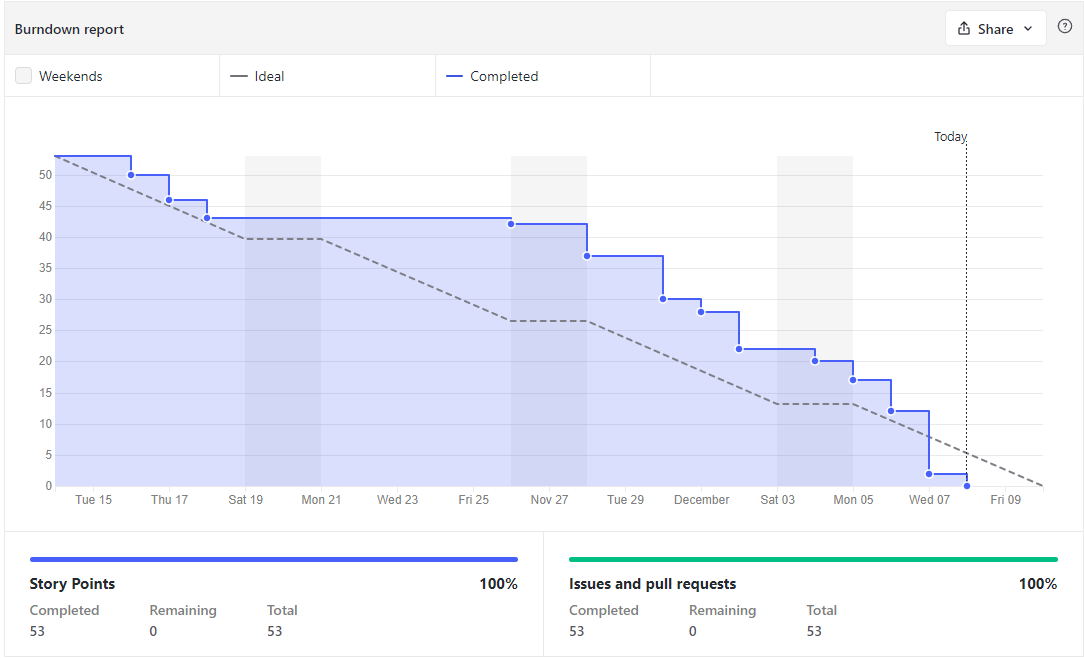 Burndown report
Share
Weekends
Ideal
Completed
Today
50
45
40
35
30
25
20
15
10
5
0
Tue 15 Thu 17 Sat 19 Mon 21 Wed 23 Fri 25 Nov 27 Tue 29 December Sat 03 Mon 05 Wed 07 Fri 09
Story Points 100%
Completed Remaining Total
53 0 53
Issues and pull requests 100%
Completed Remaining Total
53 0 53